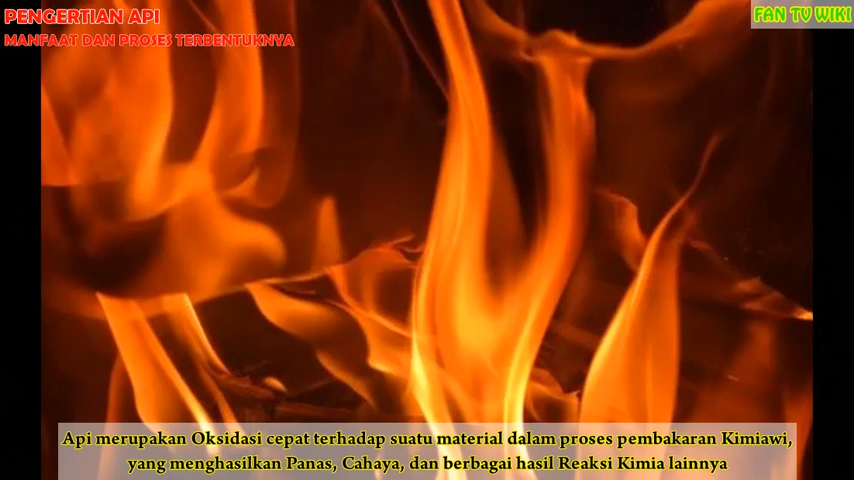 PENGERTIAN API
FAN TV WIKI
MANFAAT DAN PROSES TERBENTUKNYA
Api merupakan Oksidasi cepat terhadap suatu material dalam proses pembakaran Kimiawi,
yang menghasilkan Panas, Cahaya, dan berbagai hasil Reaksi Kimia lainnya